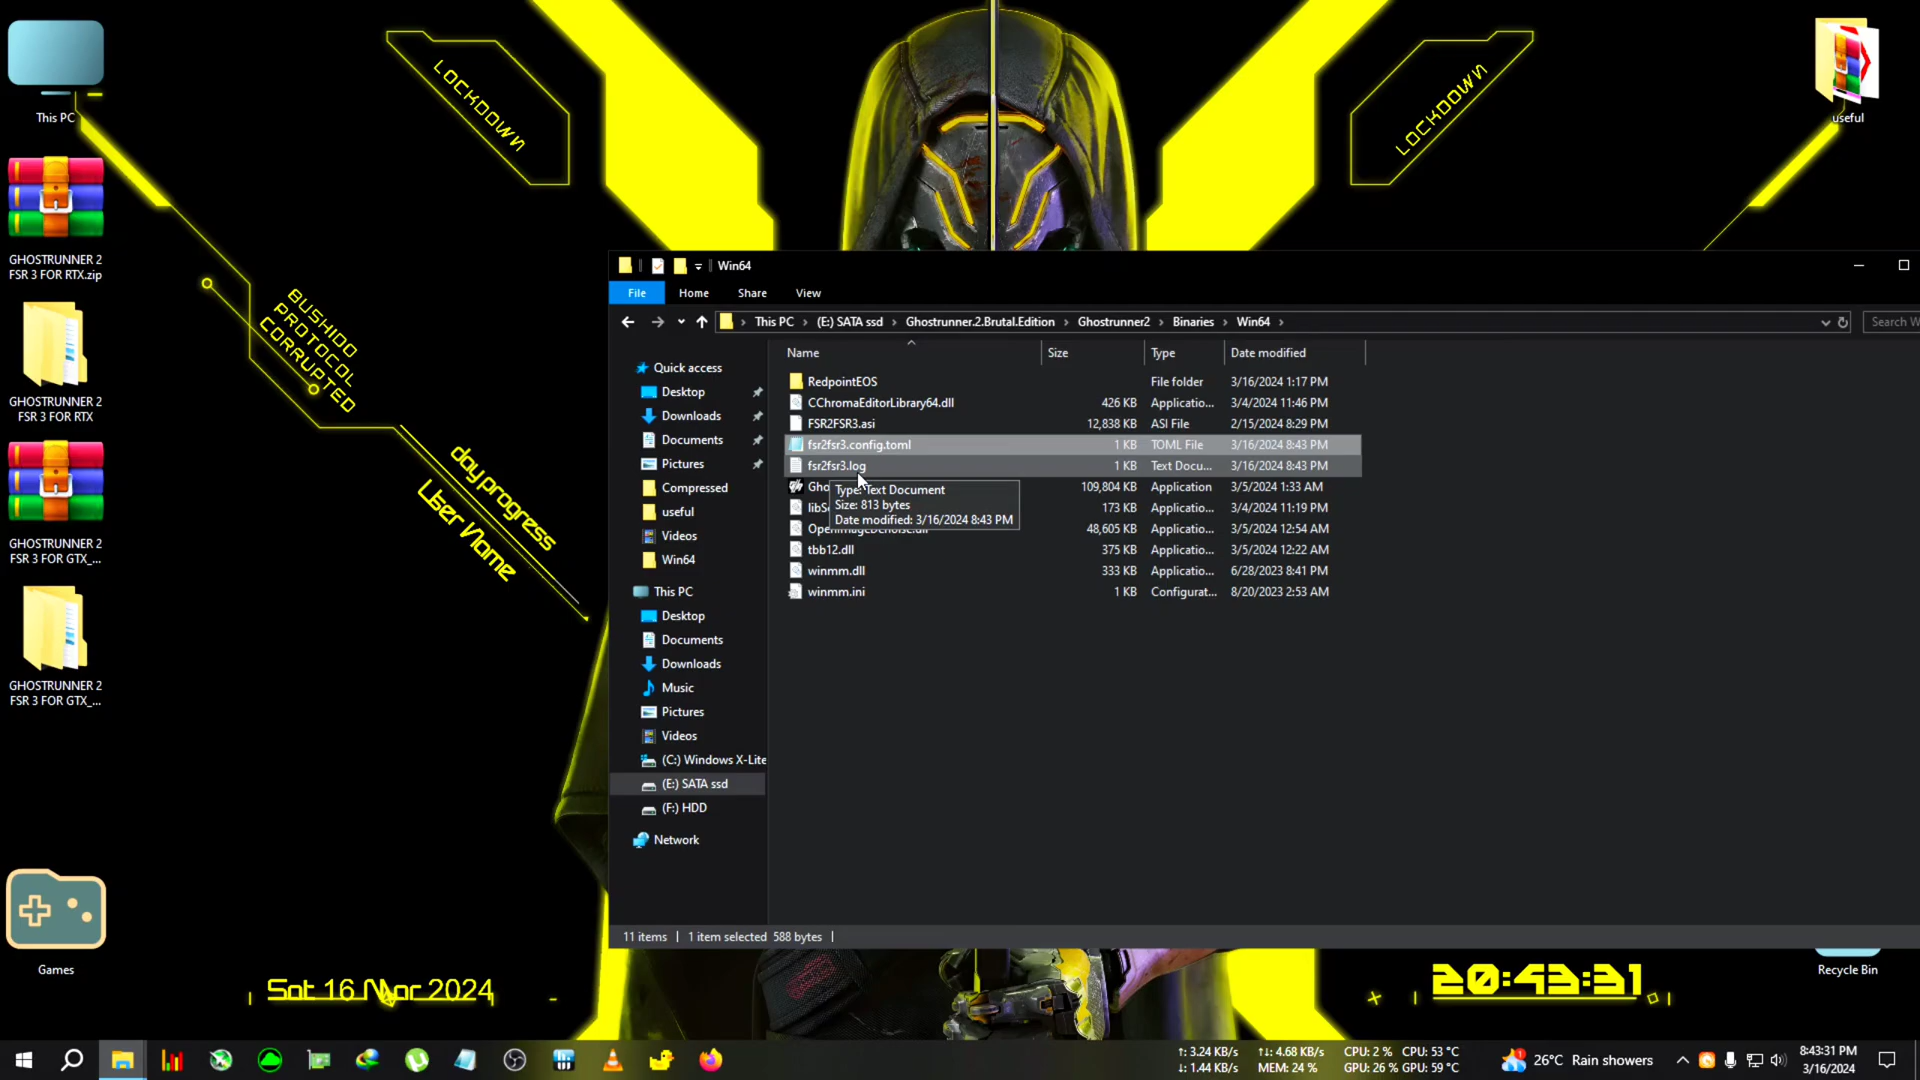 This PC
GHOSTRUNNER 2
FSR 3 FOR RTX.zip
GHOSTRUNNER 2
FSR 3 FOR RTX
GHOSTRUNNER 2
FSR 3 FOR GTX_...
GHOSTRUNNER 2
FSR 3 FOR GTX_...
Games
LOCKDOWN
LOCKDOWN
useful
BUSHIDO
PROTOCOL
CORRUPTED
day progress
User Name
Win64
File Home Share View
This PC (E:) SATA ssd Ghostrunner.2.Brutal.Edition Ghostrunner2 Binaries Win64
Search W
Name Size Type Date modified
RedpointEOS File folder 3/16/2024 1:17 PM
CChromaEditorLibrary64.dll 426 KB Applicatio... 3/4/2024 11:46 PM
FSR2FSR3.asi 12,838 KB ASI File 2/15/2024 8:29 PM
fsr2fsr3.config.toml 1 KB TOML File 3/16/2024 8:43 PM
fsr2fsr3.log 1 KB Text Docu... 3/16/2024 8:43 PM
Gho 109,804 KB Application 3/5/2024 1:33 AM
173 KB Applicatio... 3/4/2024 11:19 PM
OpenImageDenoise.dll 48,605 KB Applicatio... 3/5/2024 12:54 AM
tbb12.dll 375 KB Applicatio... 3/5/2024 12:22 AM
winmm.dll 333 KB Applicatio... 6/28/2023 8:41 PM
winmm.ini 1 KB Configurat... 8/20/2023 2:53 AM
Type: Text Document
Size: 813 bytes
Date modified: 3/16/2024 8:43 PM
Quick access
Desktop
Downloads
Documents
Pictures
Compressed
useful
Videos
Win64
This PC
Desktop
Documents
Downloads
Music
Pictures
Videos
(C:) Windows X-Lite
(E:) SATA ssd
(F:) HDD
Network
11 items 1 item selected 588 bytes
Sat 16 Mar 2024
20:43:31
Recycle Bin
↑: 3.24 KB/s ↑↓: 4.68 KB/s CPU: 2 % CPU: 53 °C
↓: 1.44 KB/s MEM: 24 % GPU: 26 % GPU: 59 °C
26°C Rain showers
8:43:31 PM
3/16/2024